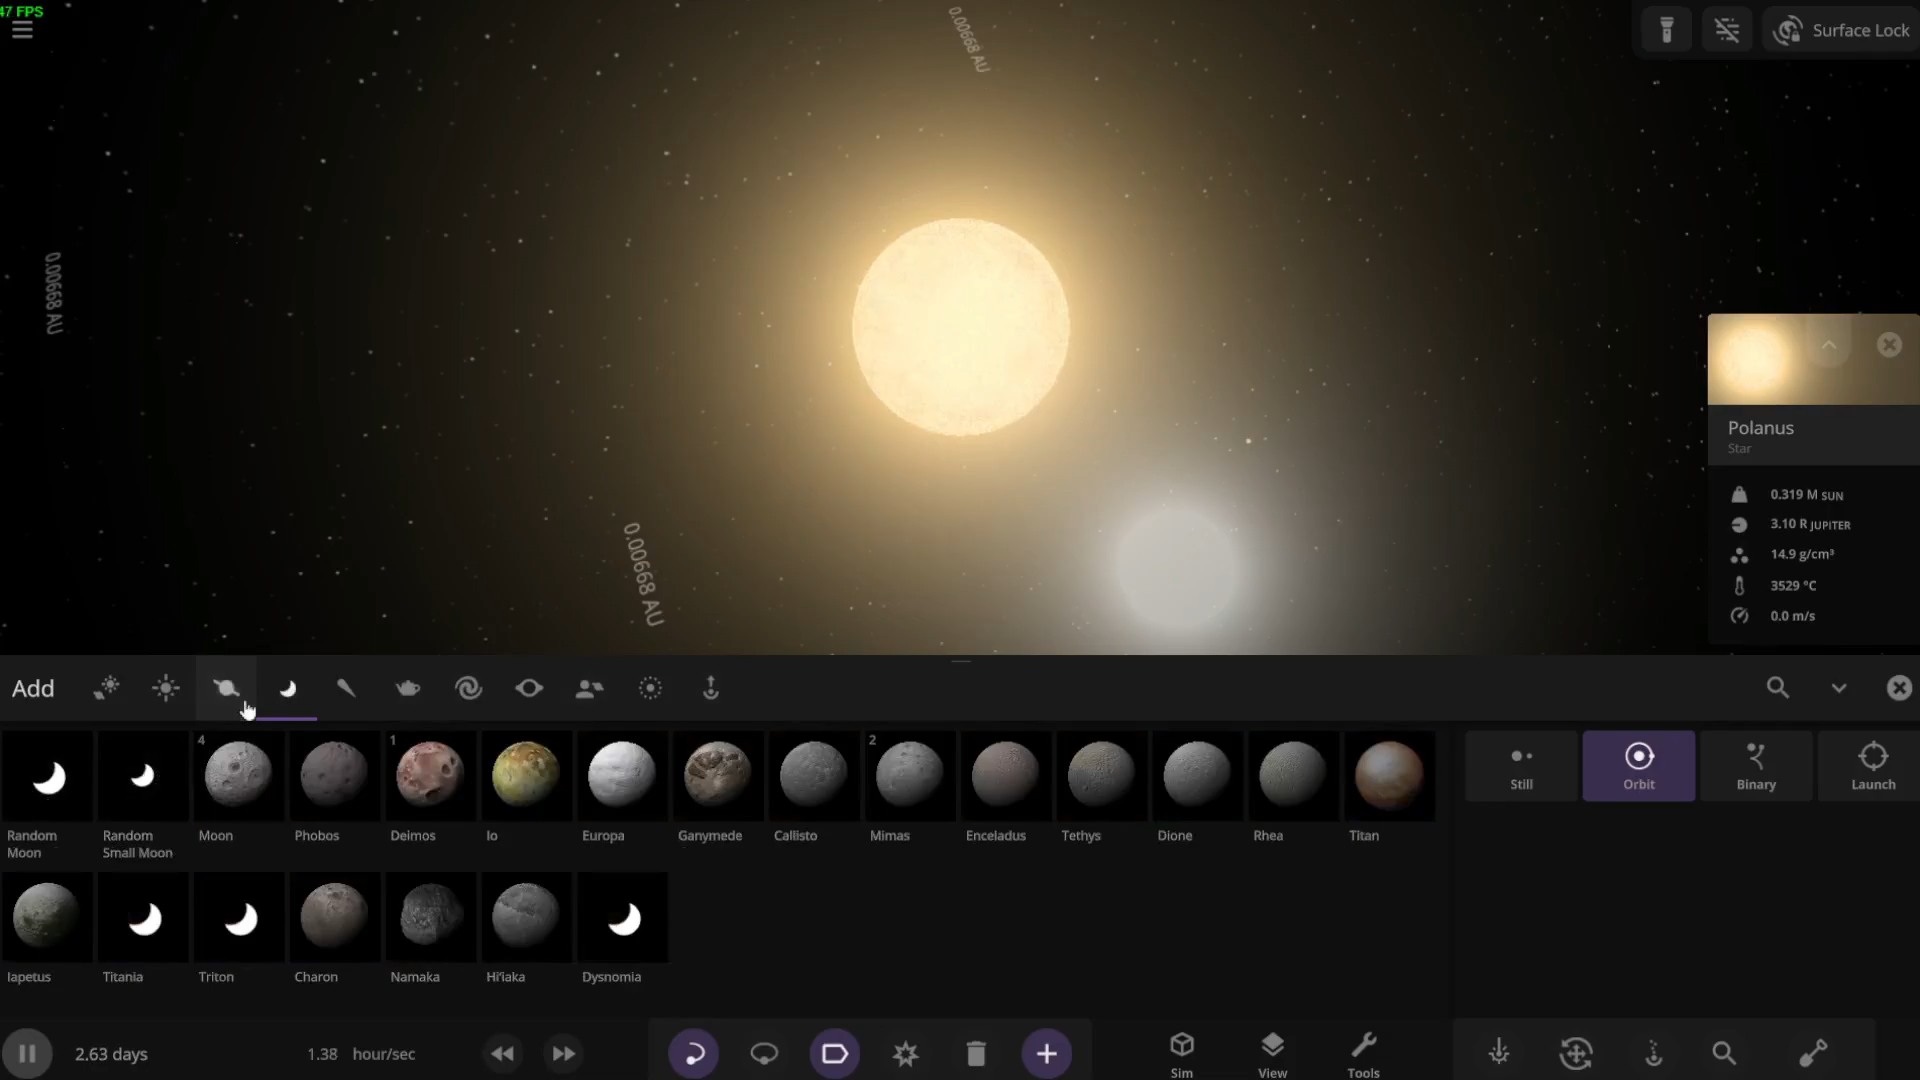 47 FPS
Surface Lock
0.00668 AU
0.00668 AU
0.00668 AU
Polanus
Star
0.319 M SUN
3.10 R JUPITER
14.9 g/cm³
3529 °C
0.0 m/s
Add
4
1
2
Random
Moon
Random
Small Moon
Moon
Phobos
Deimos
Io
Europa
Ganymede
Callisto
Mimas
Enceladus
Tethys
Dione
Rhea
Titan
Still
Orbit
Binary
Launch
Iapetus
Titania
Triton
Charon
Namaka
Hi'iaka
Dysnomia
2.63 days
1.38 hour/sec
Sim
View
Tools